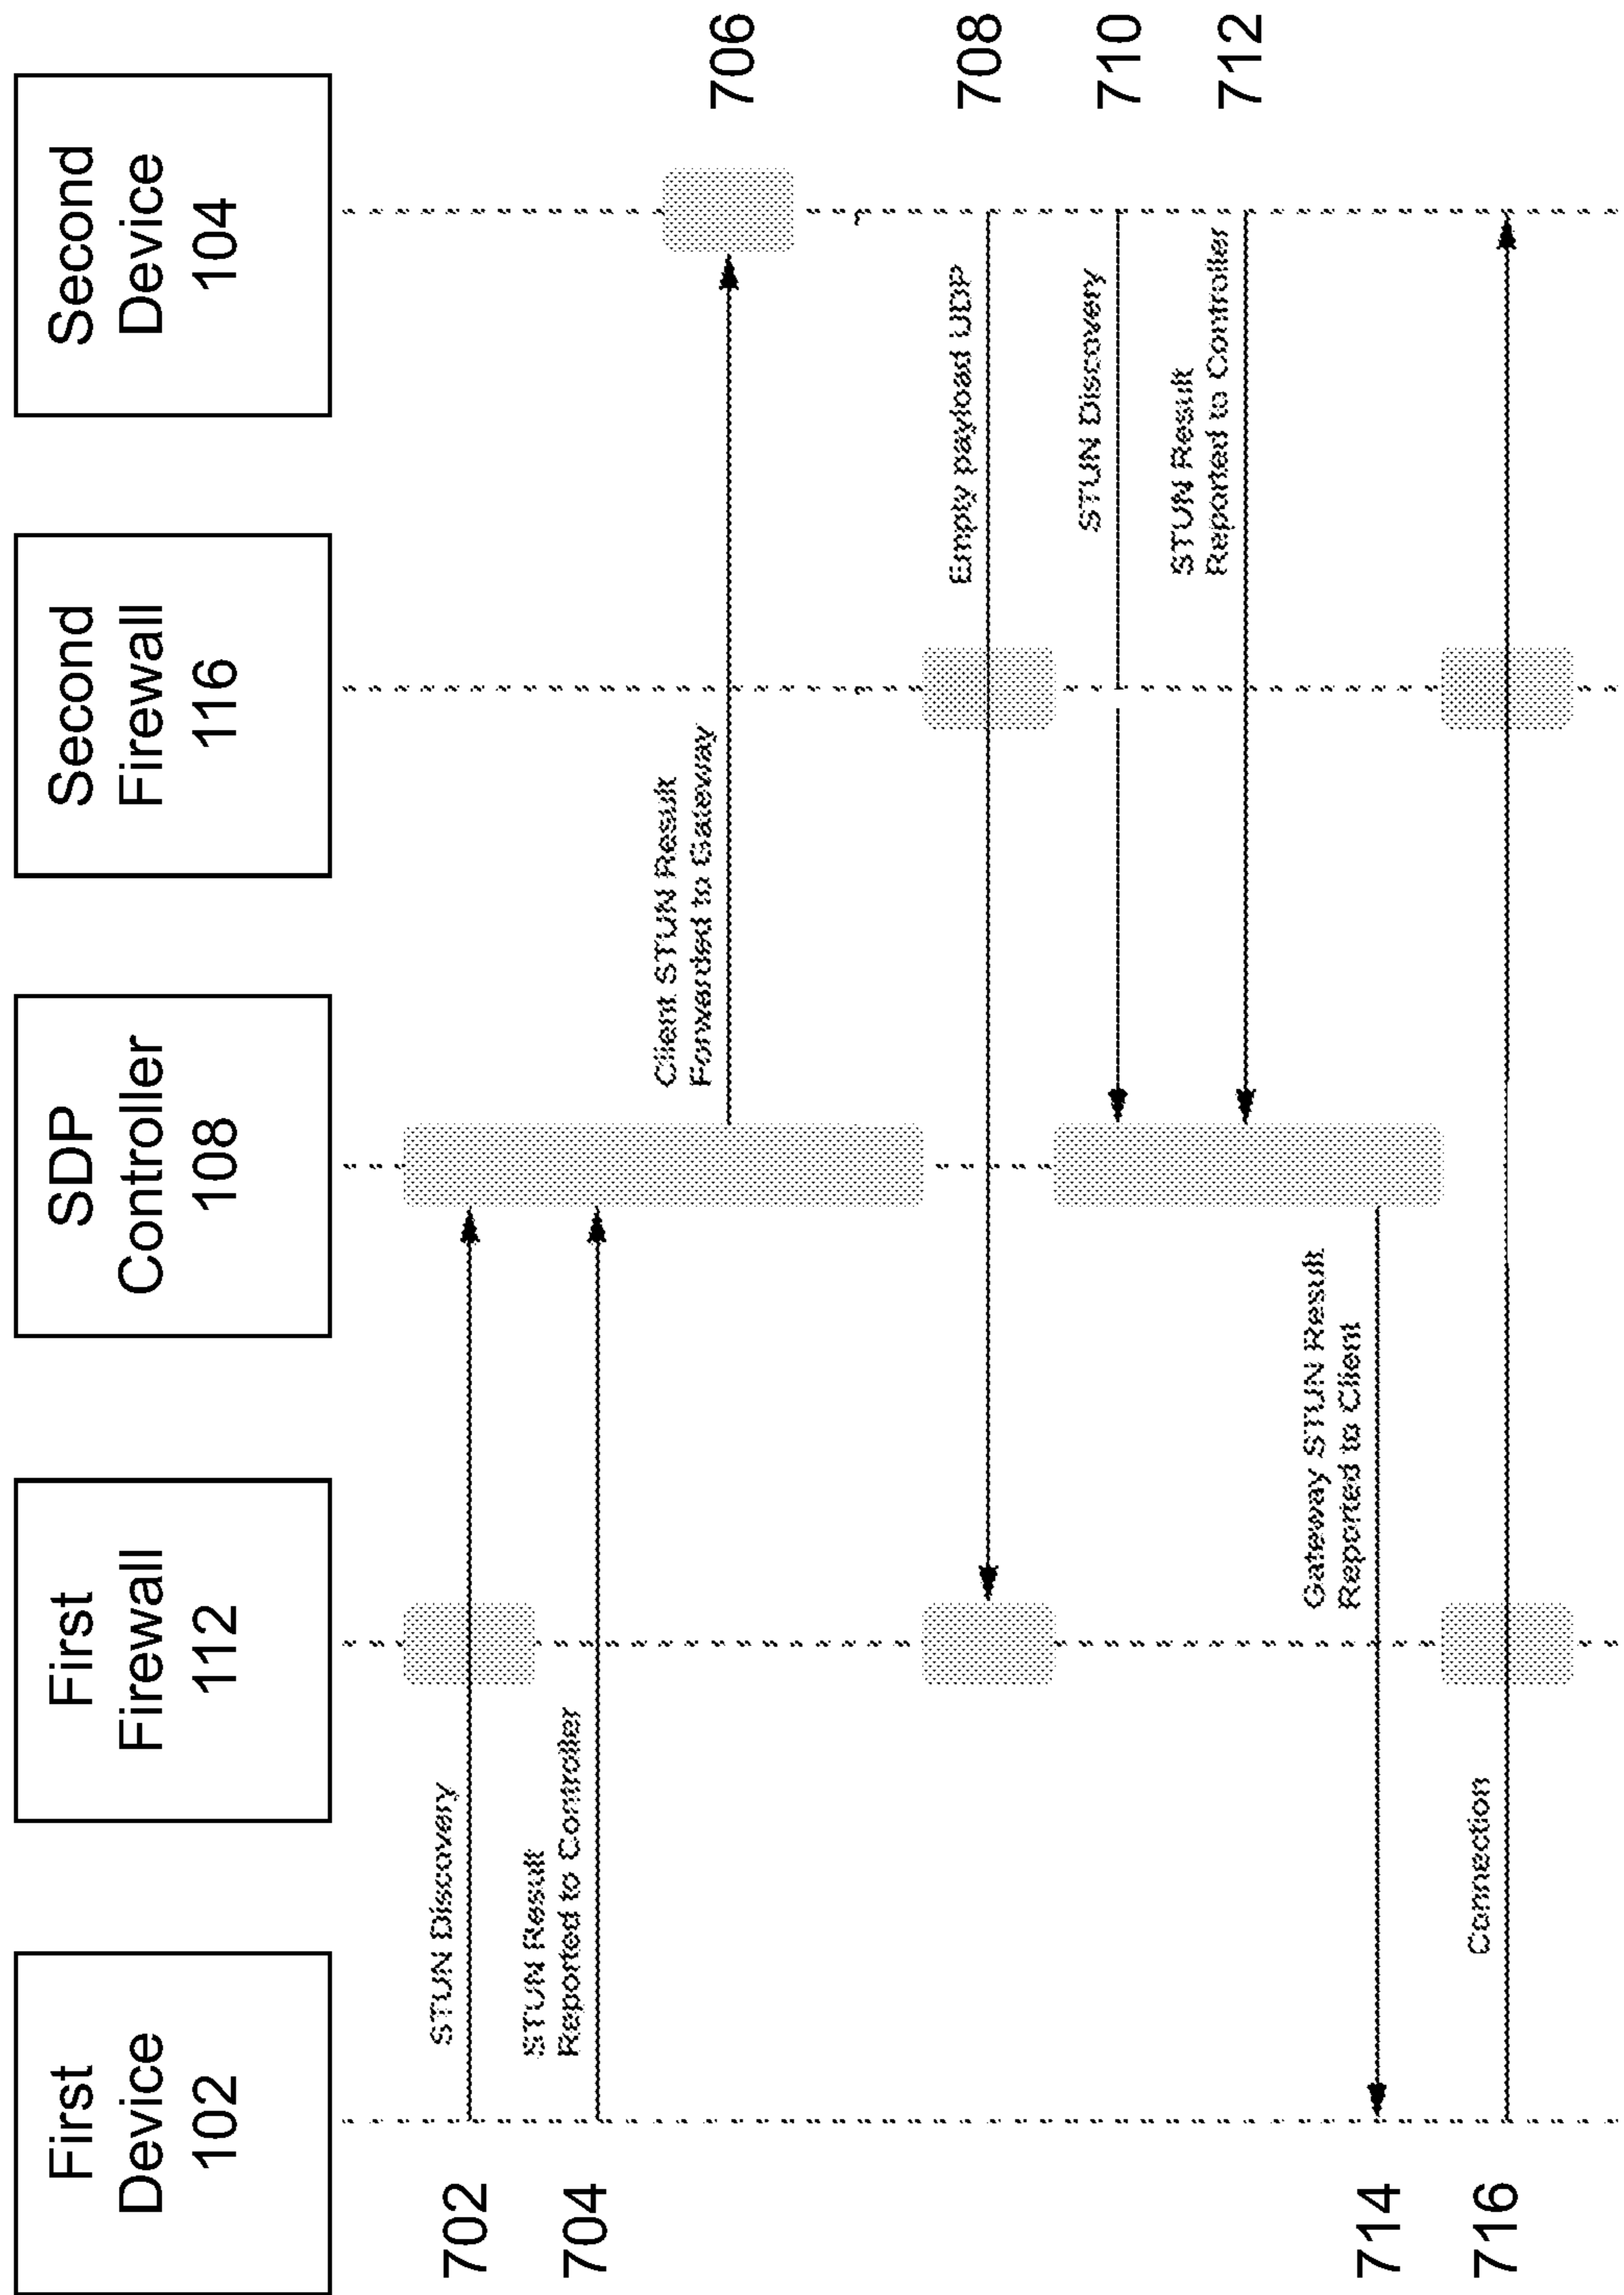 First
Device
102
First
Firewall
112
SDP
Controller
108
Second
Firewall
116
Second
Device
104
702
STUN Discovery
704
STUN Result
Reported to Controller
Client STUN Result
Forwarded to Gateway
706
Empty payload UDP
708
STUN Discovery
710
STUN Result
Reported to Controller
712
714
Gateway STUN Result
Reported to Client
716
Connection